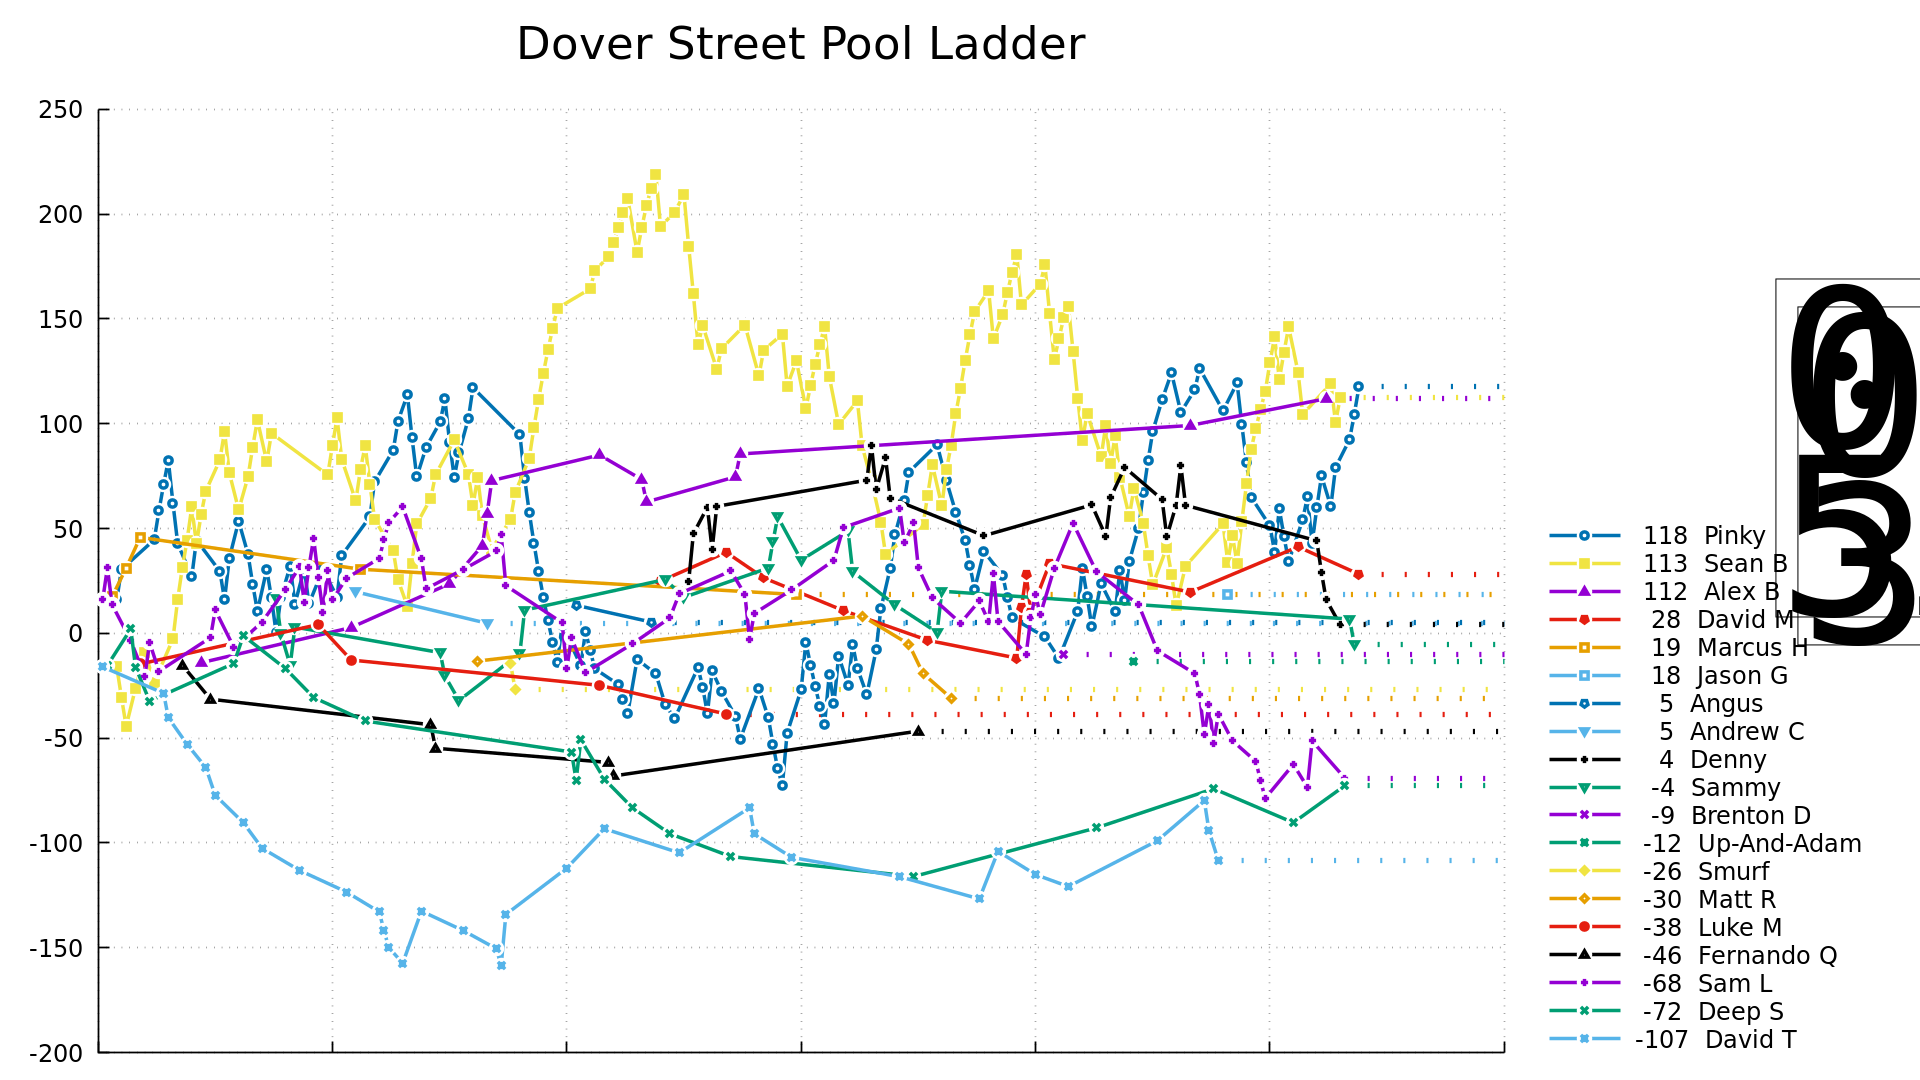 Dover Street Pool Ladder
250
200
150
100
50
0
-50
-100
-150
-200
118 Pinky
113 Sean B
112 Alex B
28 David M
19 Marcus H
18 Jason G
5 Angus
5 Andrew C
4 Denny
-4 Sammy
-9 Brenton D
-12 Up-And-Adam
-26 Smurf
-30 Matt R
-38 Luke M
-46 Fernando Q
-68 Sam L
-72 Deep S
-107 David T